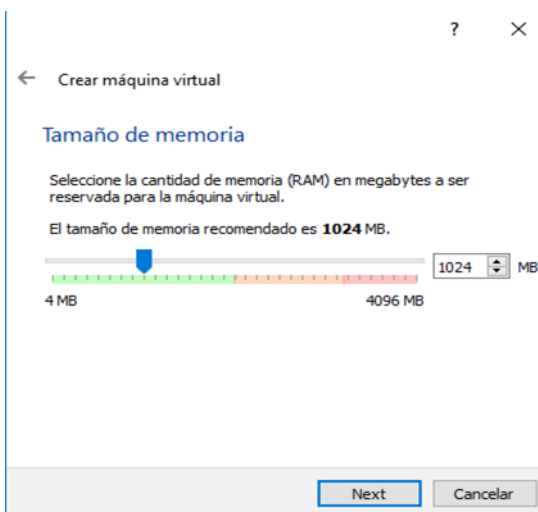 ?
Crear máquina virtual
Tamaño de memoria
Seleccione la cantidad de memoria (RAM) en megabytes a ser
reservada para la máquina virtual.
El tamaño de memoria recomendado es 1024 MB.
1024 MB
4 MB 4096 MB
Next Cancelar